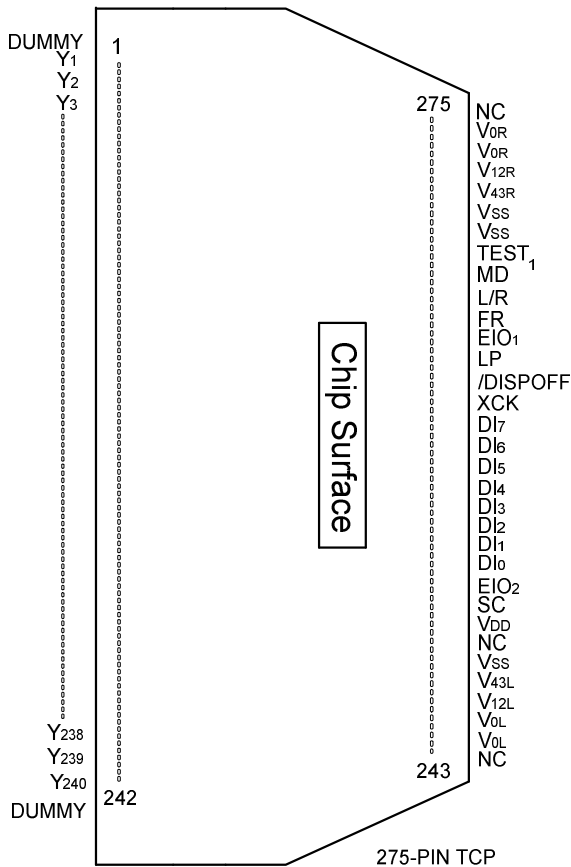 DUMMY
Y1
Y2
Y3
Y238
Y239
Y240
DUMMY
1
242
275
243
Chip Surface
NC
V0R
V0R
V12R
V43R
VSS
VSS
TEST1
MD
L/R
FR
EIO1
LP
/DISPOFF
XCK
DI7
DI6
DI5
DI4
DI3
DI2
DI1
DI0
EIO2
SC
VDD
NC
VSS
V43L
V12L
V0L
V0L
NC
275-PIN TCP